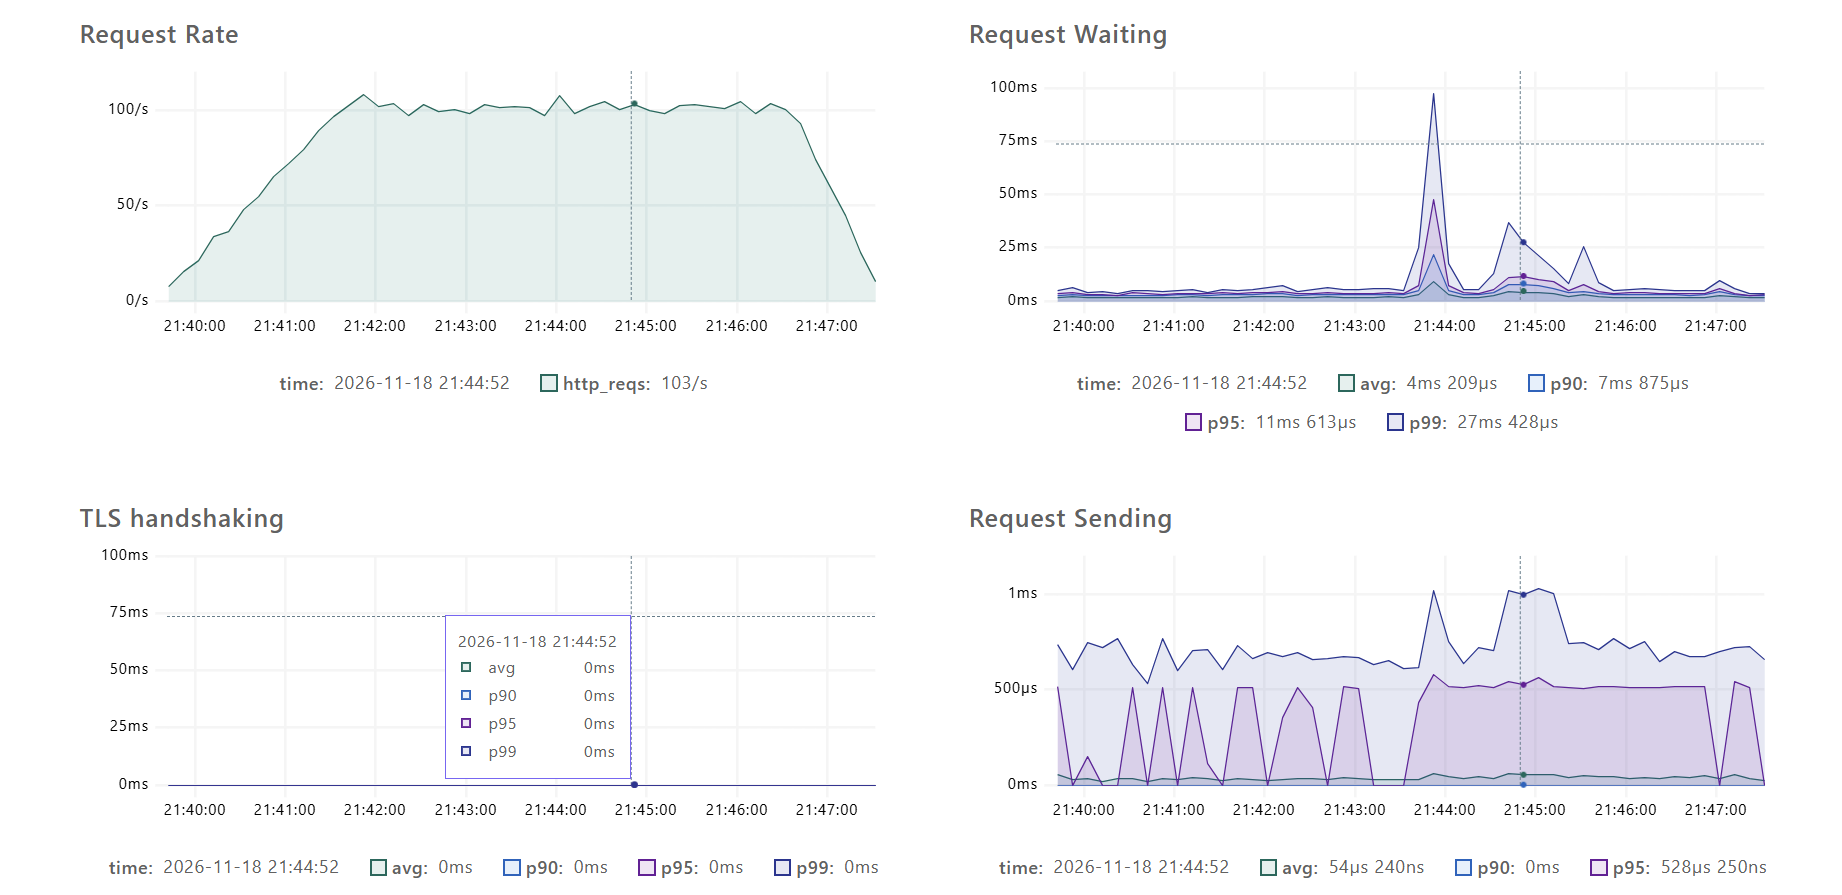 Request Rate
100/s
50/s
0/s
21:40:00 21:41:00 21:42:00 21:43:00 21:44:00 21:45:00 21:46:00 21:47:00
time: 2026-11-18 21:44:52 http_reqs: 103/s
Request Waiting
100ms
75ms
50ms
25ms
0ms
21:40:00 21:41:00 21:42:00 21:43:00 21:44:00 21:45:00 21:46:00 21:47:00
time: 2026-11-18 21:44:52 avg: 4ms 209µs p90: 7ms 875µs
p95: 11ms 613µs p99: 27ms 428µs
TLS handshaking
100ms
75ms
50ms
25ms
0ms
2026-11-18 21:44:52
avg 0ms
p90 0ms
p95 0ms
p99 0ms
21:40:00 21:41:00 21:42:00 21:43:00 21:44:00 21:45:00 21:46:00 21:47:00
time: 2026-11-18 21:44:52 avg: 0ms p90: 0ms p95: 0ms p99: 0ms
Request Sending
1ms
500µs
0ms
21:40:00 21:41:00 21:42:00 21:43:00 21:44:00 21:45:00 21:46:00 21:47:00
time: 2026-11-18 21:44:52 avg: 54µs 240ns p90: 0ms p95: 528µs 250ns